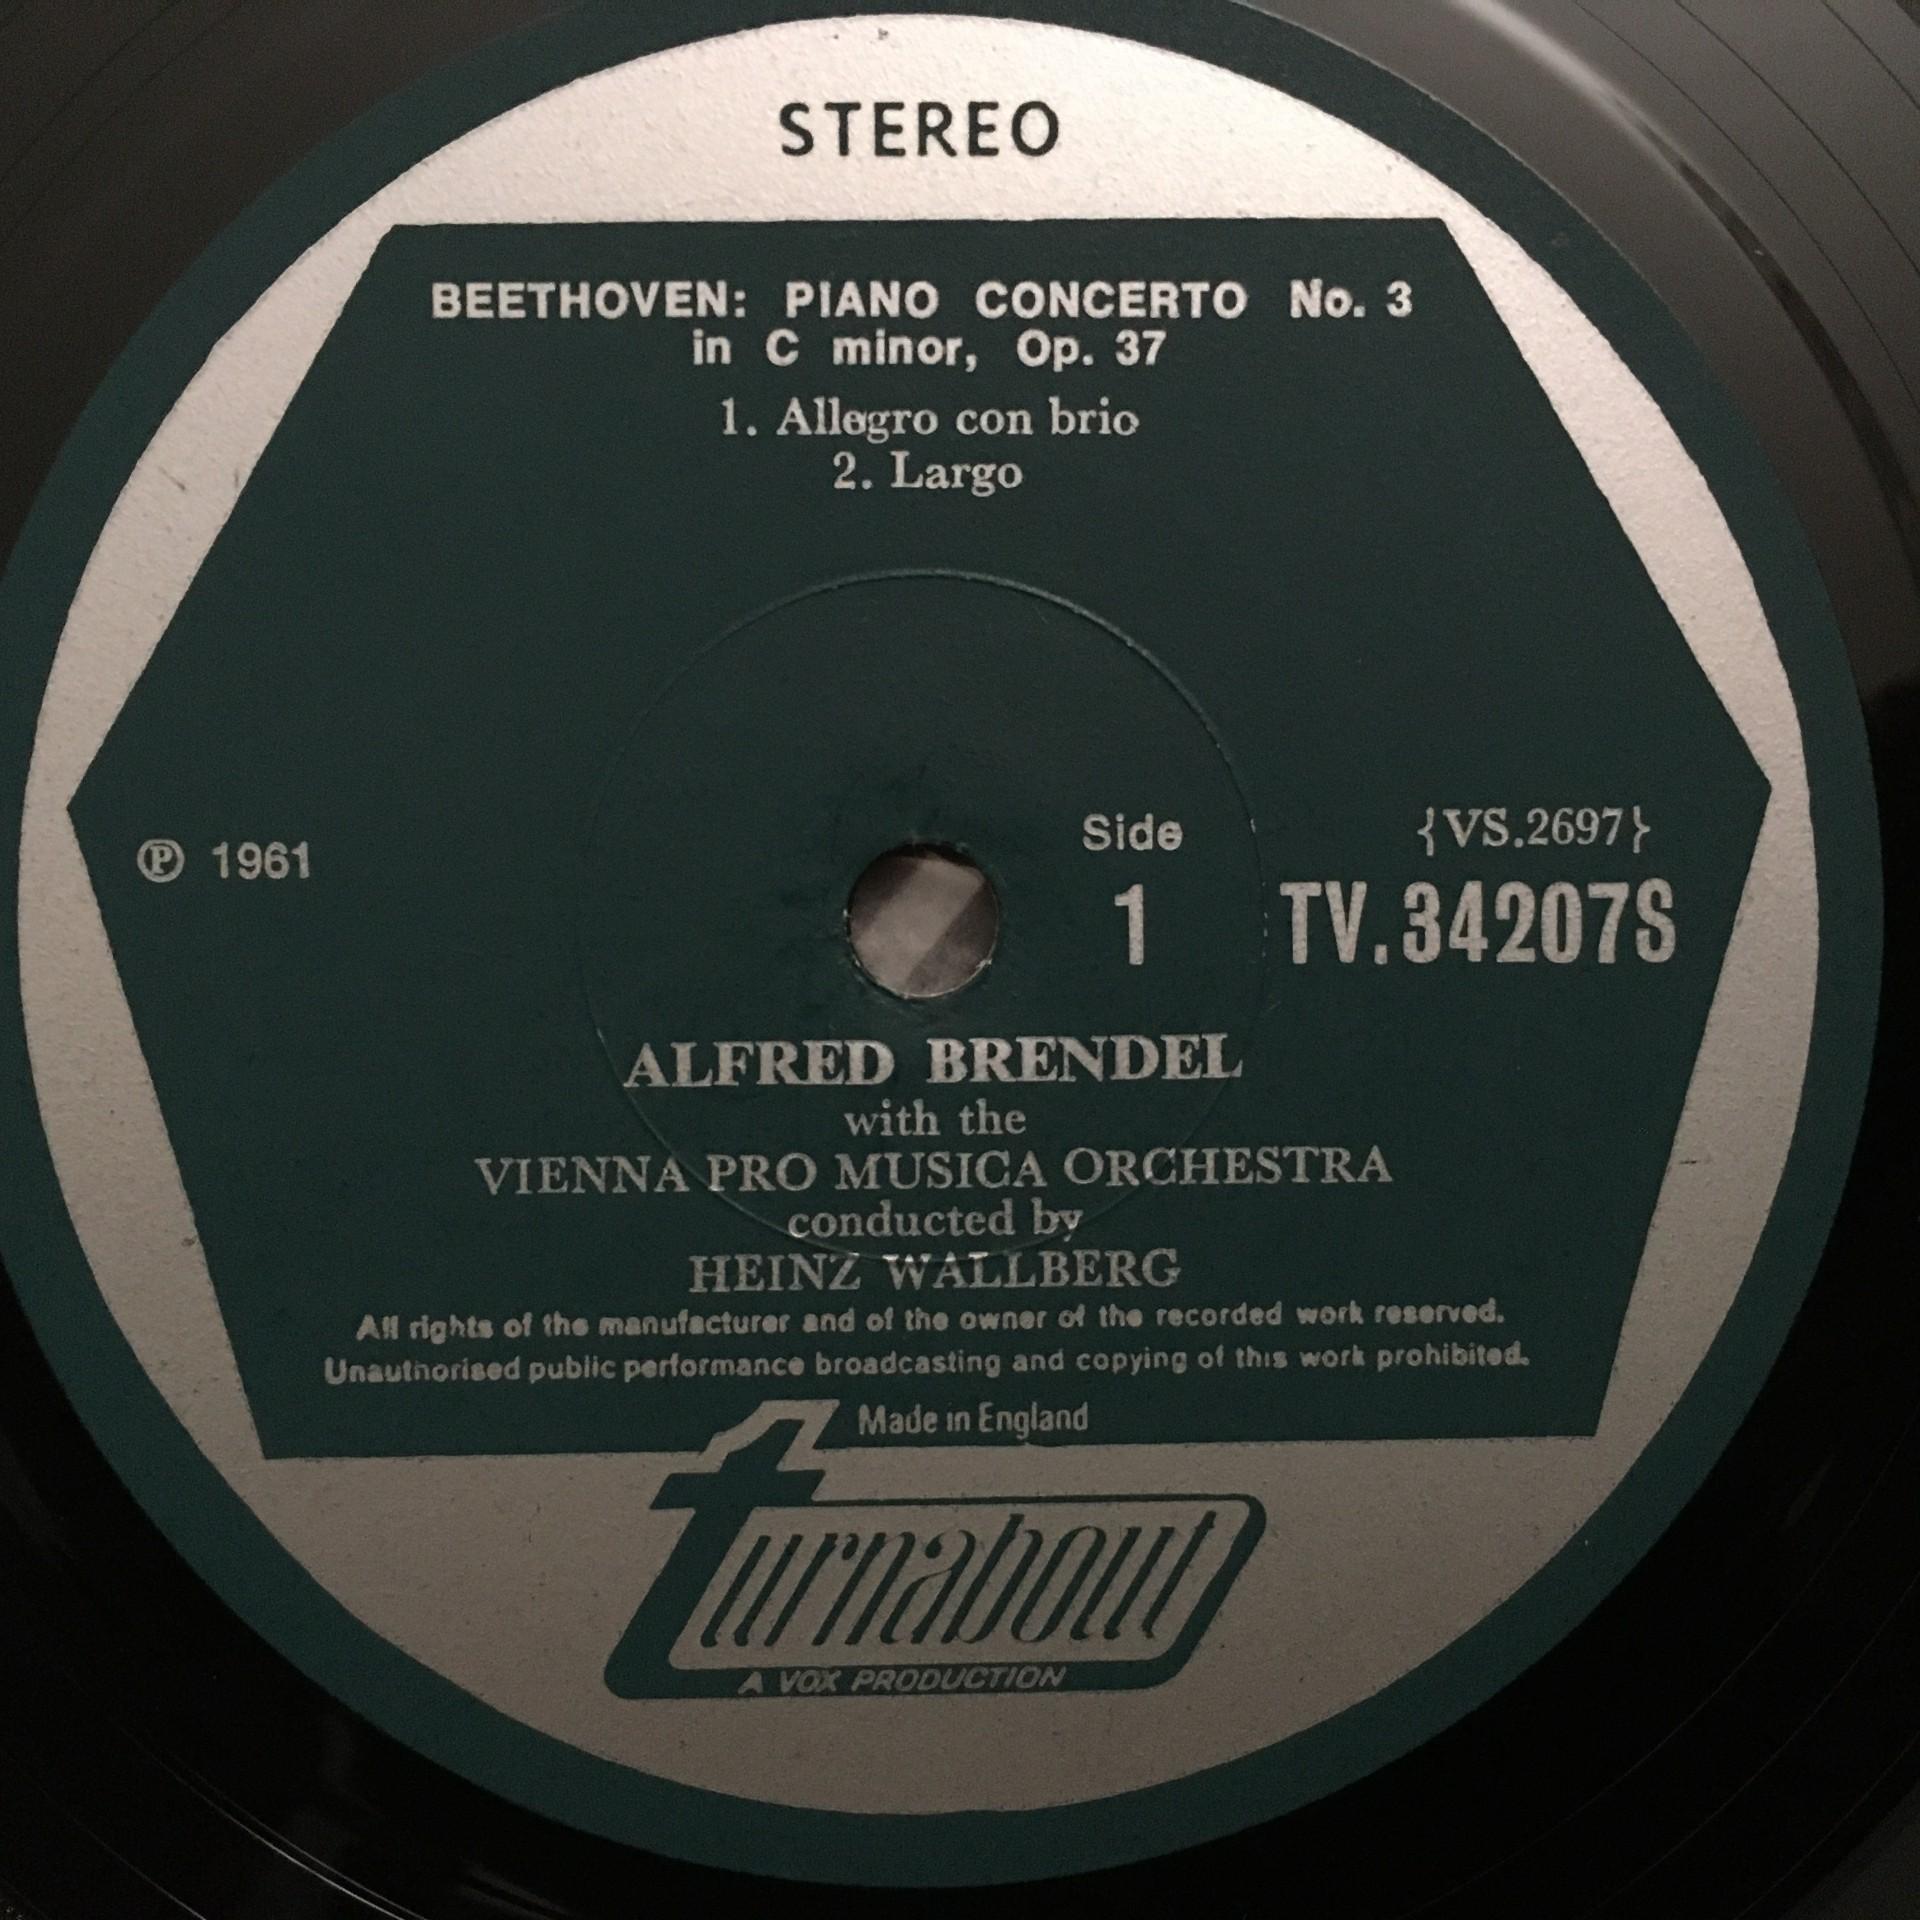 STEREO
BEETHOVEN: PIANO CONCERTO No. 3
in C minor, Op. 37
1. Allegro con brio
2. Largo
℗ 1961
Side
1
{VS.2697}
TV.34207S
ALFRED BRENDEL
with the
VIENNA PRO MUSICA ORCHESTRA
conducted by
HEINZ WALLBERG
All rights of the manufacturer and of the owner of the recorded work reserved.
Unauthorised public performance broadcasting and copying of this work prohibited.
Made in England
turnabout
A VOX PRODUCTION